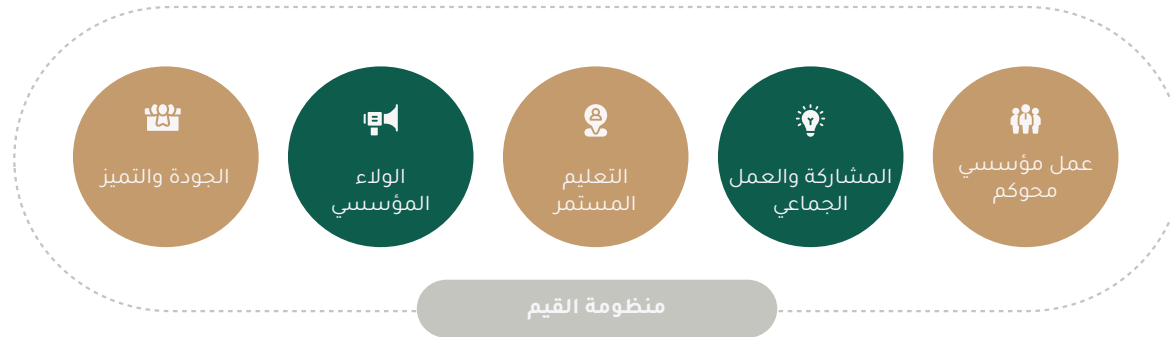 عمل مؤسسي
محوكم
المشاركة والعمل
الجماعي
التعليم
المستمر
الولاء
المؤسسي
الجودة والتميز
منظومة القيم